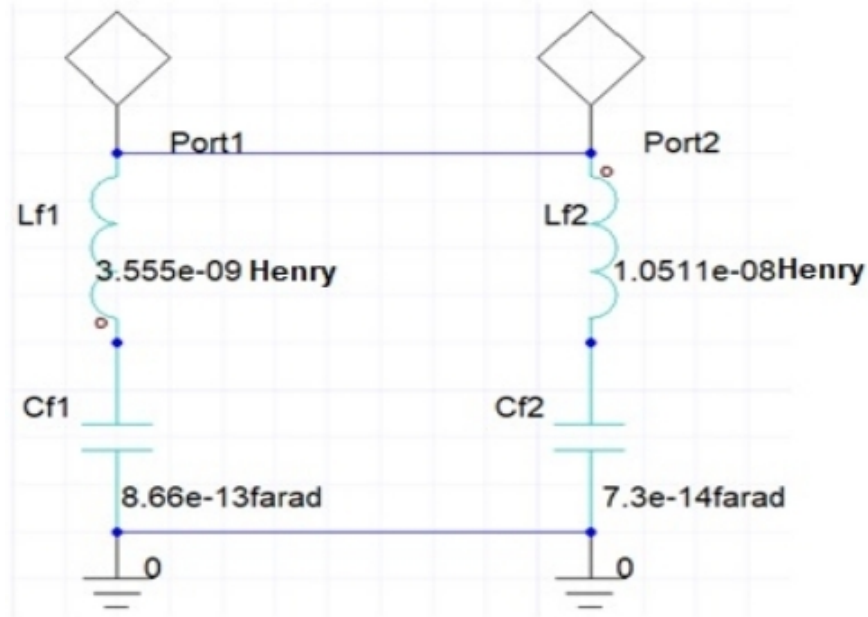 Port1
Port2
Lf1
Lf2
3.555e-09 Henry
1.0511e-08Henry
Cf1
Cf2
8.66e-13farad
7.3e-14farad
0
0